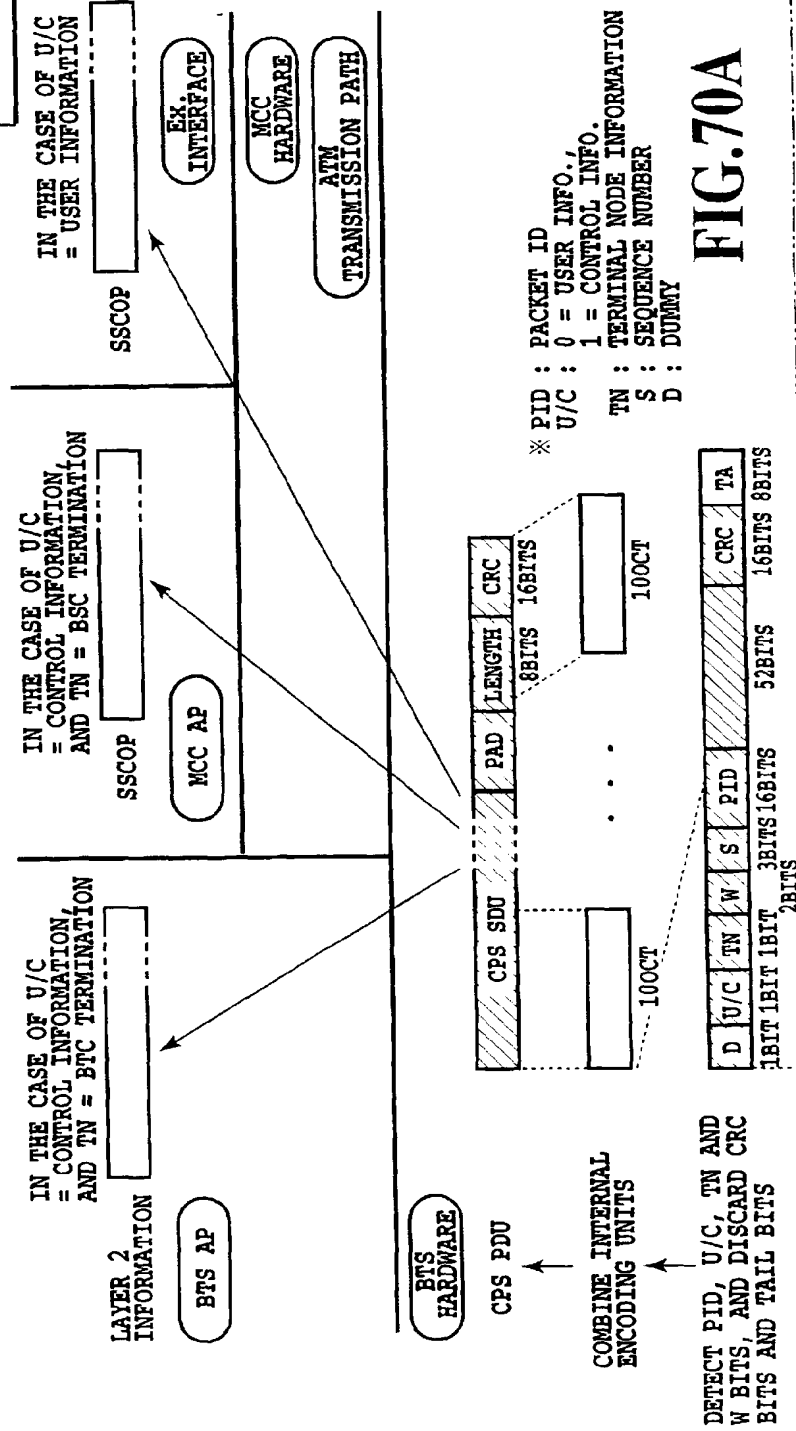 IN THE CASE OF U/C
= CONTROL INFORMATION,
AND TN = BTC TERMINATION
LAYER 2
INFORMATION
BTS AP
IN THE CASE OF U/C
= CONTROL INFORMATION,
AND TN = BSC TERMINATION
SSCOP
MCC AP
IN THE CASE OF U/C
= USER INFORMATION
SSCOP
EX.
INTERFACE
MCC
HARDWARE
ATM
TRANSMISSION PATH
BTS
HARDWARE
CPS PDU
CPS SDU
PAD
LENGTH
CRC
8BITS
16BITS
COMBINE INTERNAL
ENCODING UNITS
10OCT
. . .
10OCT
※ PID : PACKET ID
U/C : 0 = USER INFO.,
1 = CONTROL INFO.
TN : TERMINAL NODE INFORMATION
S : SEQUENCE NUMBER
D : DUMMY
DETECT PID, U/C, TN AND
W BITS, AND DISCARD CRC
BITS AND TAIL BITS
D U/C TN W S PID CRC TA
1BIT 1BIT 1BIT 3BITS 16BITS 52BITS 16BITS 8BITS
2BITS
FIG.70A